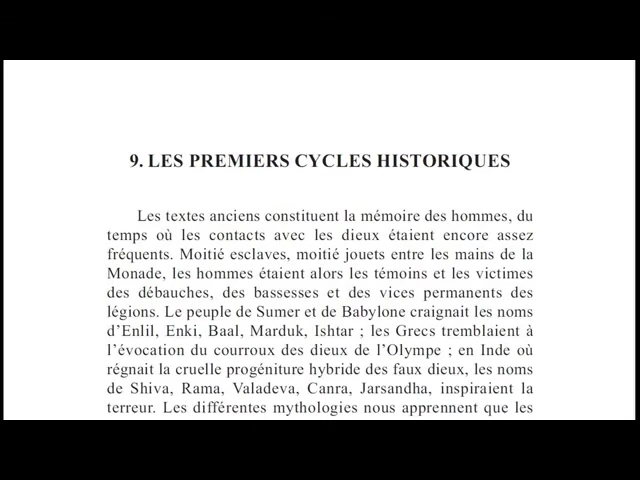 9. LES PREMIERS CYCLES HISTORIQUES
Les textes anciens constituent la mémoire des hommes, du
temps où les contacts avec les dieux étaient encore assez
fréquents. Moitié esclaves, moitié jouets entre les mains de la
Monade, les hommes étaient alors les témoins et les victimes
des débauches, des bassesses et des vices permanents des
légions. Le peuple de Sumer et de Babylone craignait les noms
d’Enlil, Enki, Baal, Marduk, Ishtar ; les Grecs tremblaient à
l’évocation du courroux des dieux de l’Olympe ; en Inde où
régnait la cruelle progéniture hybride des faux dieux, les noms
de Shiva, Rama, Valadeva, Canra, Jarsandha, inspiraient la
terreur. Les différentes mythologies nous apprennent que les